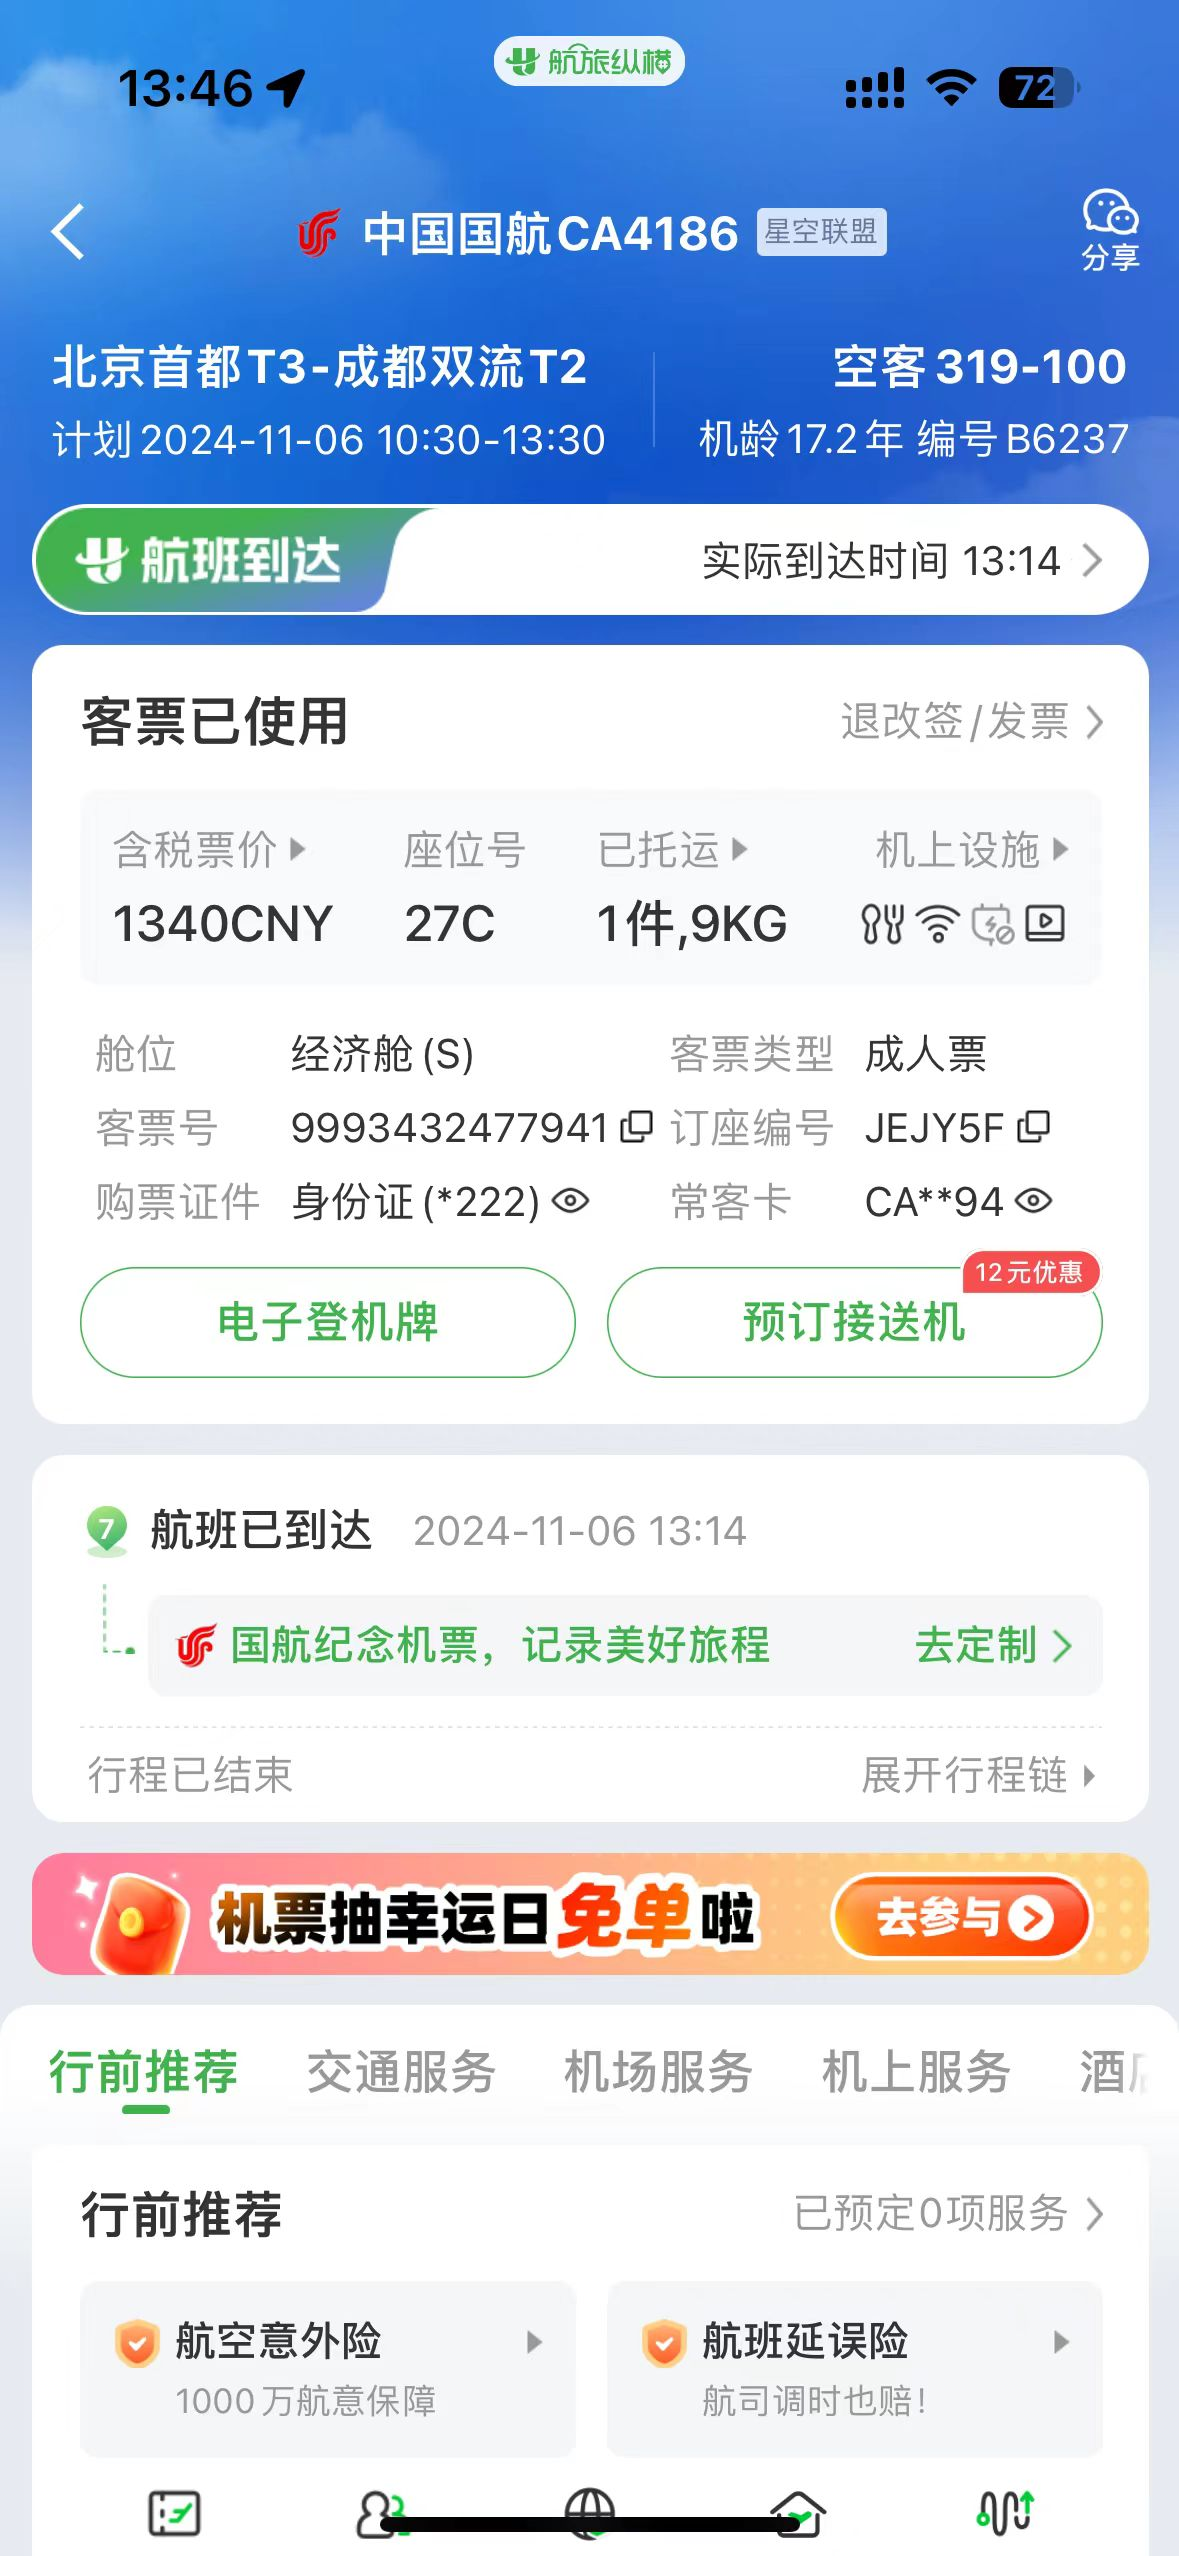 航旅纵横
13:46
72
中国国航CA4186 星空联盟
分享
北京首都T3-成都双流T2
空客319-100
计划2024-11-06 10:30-13:30
机龄17.2年 编号B6237
航班到达
实际到达时间 13:14
客票已使用
退改签/发票
含税票价 座位号 已托运 机上设施
1340CNY 27C 1件,9KG
舱位 经济舱(S) 客票类型 成人票
客票号 9993432477941 订座编号 JEJY5F
购票证件 身份证(*222) 常客卡 CA**94
12元优惠
电子登机牌 预订接送机
7 航班已到达 2024-11-06 13:14
国航纪念机票，记录美好旅程 去定制
行程已结束 展开行程链
机票抽幸运日免单啦 去参与
行前推荐 交通服务 机场服务 机上服务 酒
行前推荐 已预定0项服务
航空意外险 航班延误险
1000万航意保障 航司调时也赔!